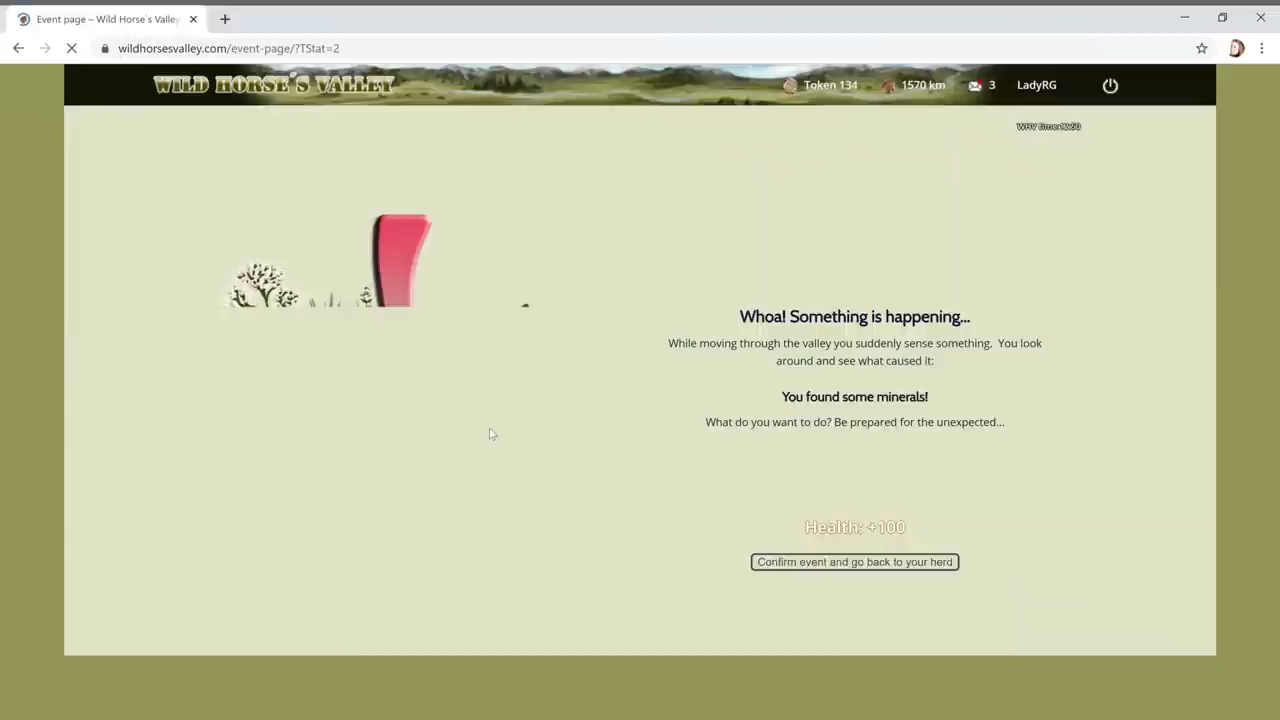 Event page – Wild Horse's Valley
wildhorsesvalley.com/event-page/?TStat=2
WILD HORSE'S VALLEY
Token 134
1570 km
3
LadyRG
Whoa! Something is happening...
While moving through the valley you suddenly sense something. You look
around and see what caused it:
You found some minerals!
What do you want to do? Be prepared for the unexpected...
Health: +100
Confirm event and go back to your herd